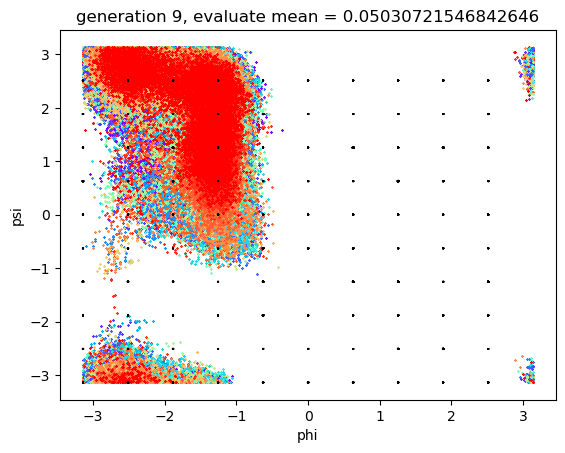 generation 9, evaluate mean = 0.05030721546842646
3
2
1
0
−1
−2
−3
psi
−3 −2 −1 0 1 2 3
phi